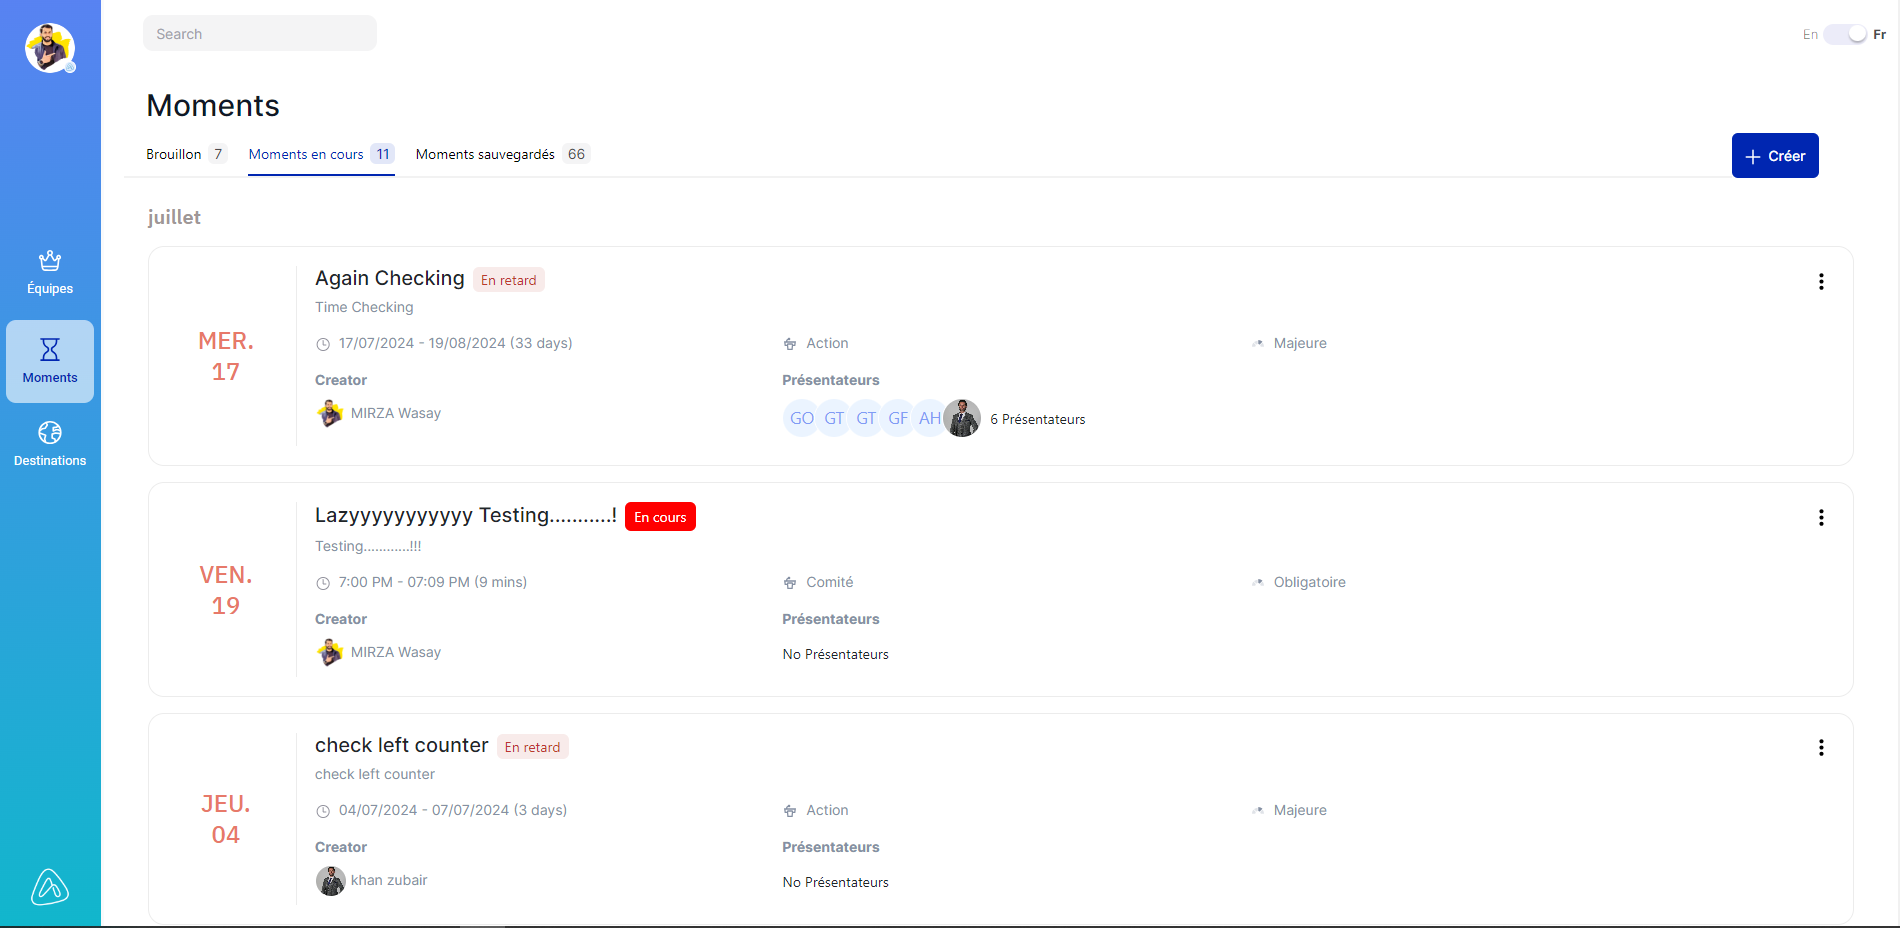 Search
En Fr
Moments
Brouillon 7 Moments en cours 11 Moments sauvegardés 66
Créer
juillet
Équipes
Moments
Destinations
MER.
17
Again Checking En retard
Time Checking
17/07/2024 - 19/08/2024 (33 days) Action Majeure
Creator Présentateurs
MIRZA Wasay GO GT GT GF AH 6 Présentateurs
VEN.
19
Lazyyyyyyyyyyy Testing...........! En cours
Testing............!!!
7:00 PM - 07:09 PM (9 mins) Comité Obligatoire
Creator Présentateurs
MIRZA Wasay No Présentateurs
JEU.
04
check left counter En retard
check left counter
04/07/2024 - 07/07/2024 (3 days) Action Majeure
Creator Présentateurs
khan zubair No Présentateurs